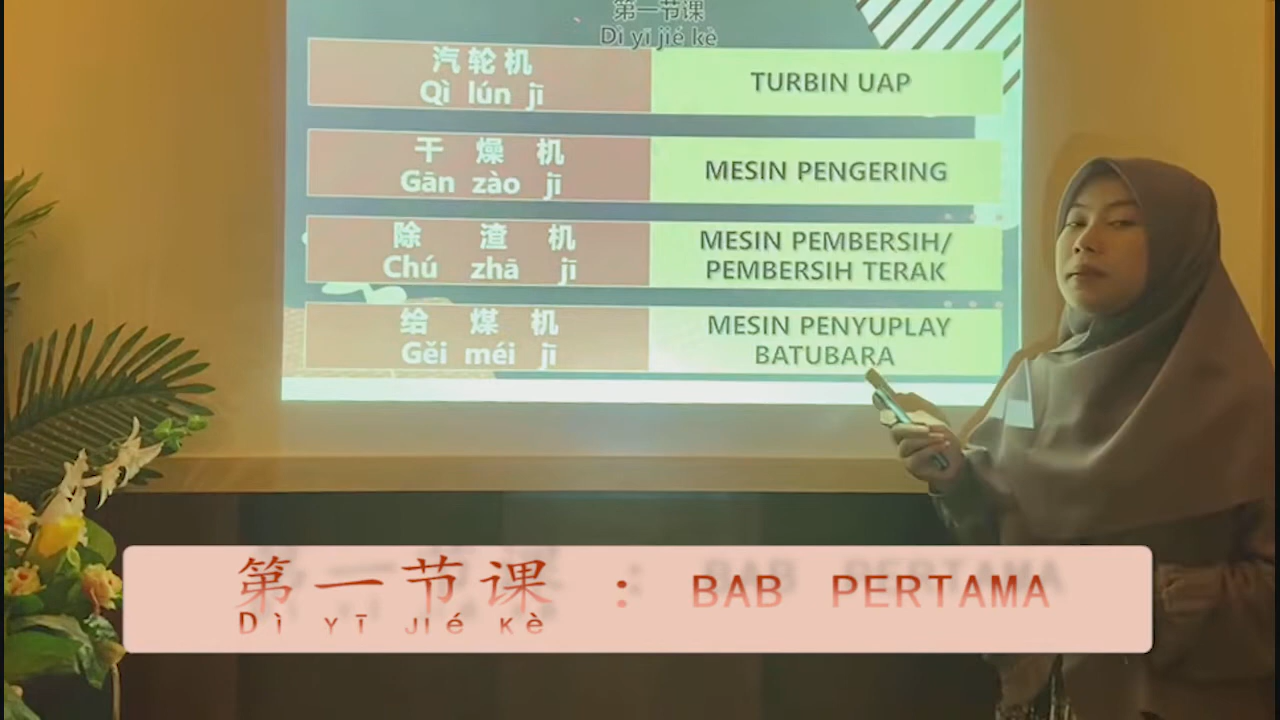 第一节课
Dì yī jié kè
汽轮机
Qì lún jī
TURBIN UAP
干 燥 机
Gān zào jī
MESIN PENGERING
除 渣 机
Chú zhā jī
MESIN PEMBERSIH/
PEMBERSIH TERAK
给 煤 机
Gěi méi jī
MESIN PENYUPLAY
BATUBARA
第一节课 : BAB PERTAMA
Dì yī jié kè